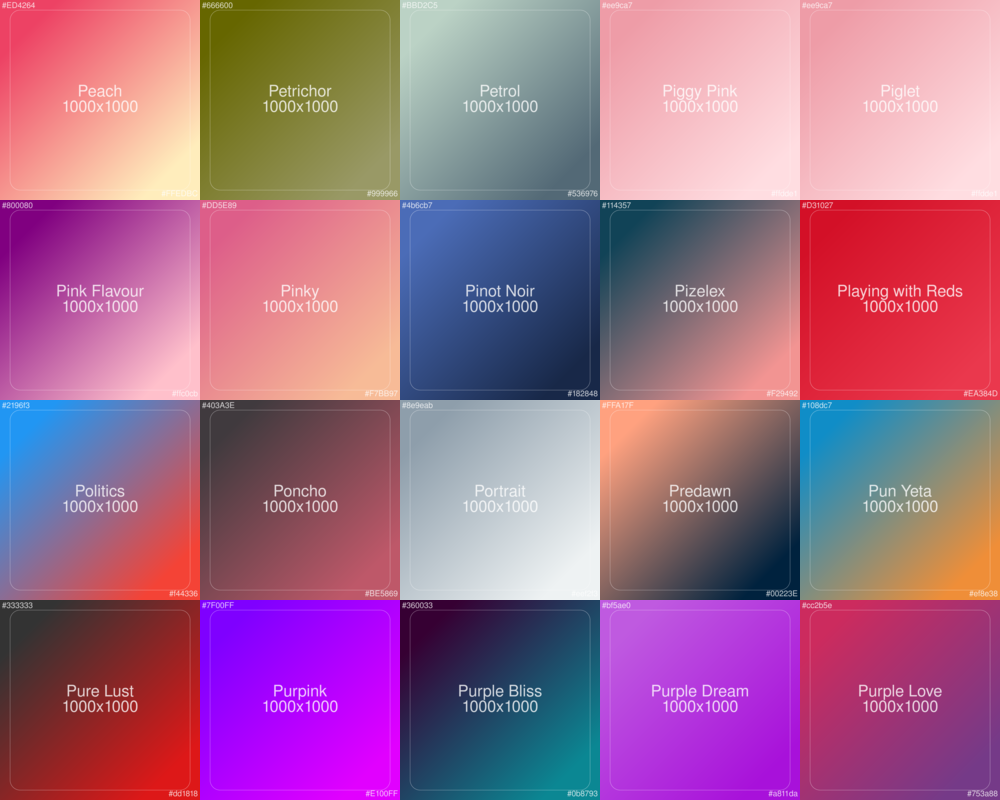 #ED4264
Peach
1000x1000
#666600
Petrichor
1000x1000
#999966
#BBD2C5
Petrol
1000x1000
#536976
#ee9ca7
Piggy Pink
1000x1000
#ee9ca7
Piglet
1000x1000
#800080
Pink Flavour
1000x1000
#ffc0cb
#DD5E89
Pinky
1000x1000
#F7BB97
#4b6cb7
Pinot Noir
1000x1000
#182848
#114357
Pizelex
1000x1000
#F29492
#D31027
Playing with Reds
1000x1000
#EA384D
#2196f3
Politics
1000x1000
#f44336
#403A3E
Poncho
1000x1000
#BE5869
#8e9eab
Portrait
1000x1000
#FFA17F
Predawn
1000x1000
#00223E
#108dc7
Pun Yeta
1000x1000
#ef8e38
#333333
Pure Lust
1000x1000
#dd1818
#7F00FF
Purpink
1000x1000
#E100FF
#360033
Purple Bliss
1000x1000
#0b8793
#bf5ae0
Purple Dream
1000x1000
#a811da
#cc2b5e
Purple Love
1000x1000
#753a88